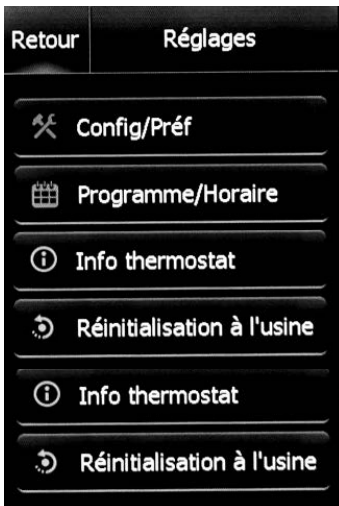 Retour
Réglages
Config/Préf
Programme/Horaire
Info thermostat
Réinitialisation à l'usine
Info thermostat
Réinitialisation à l'usine